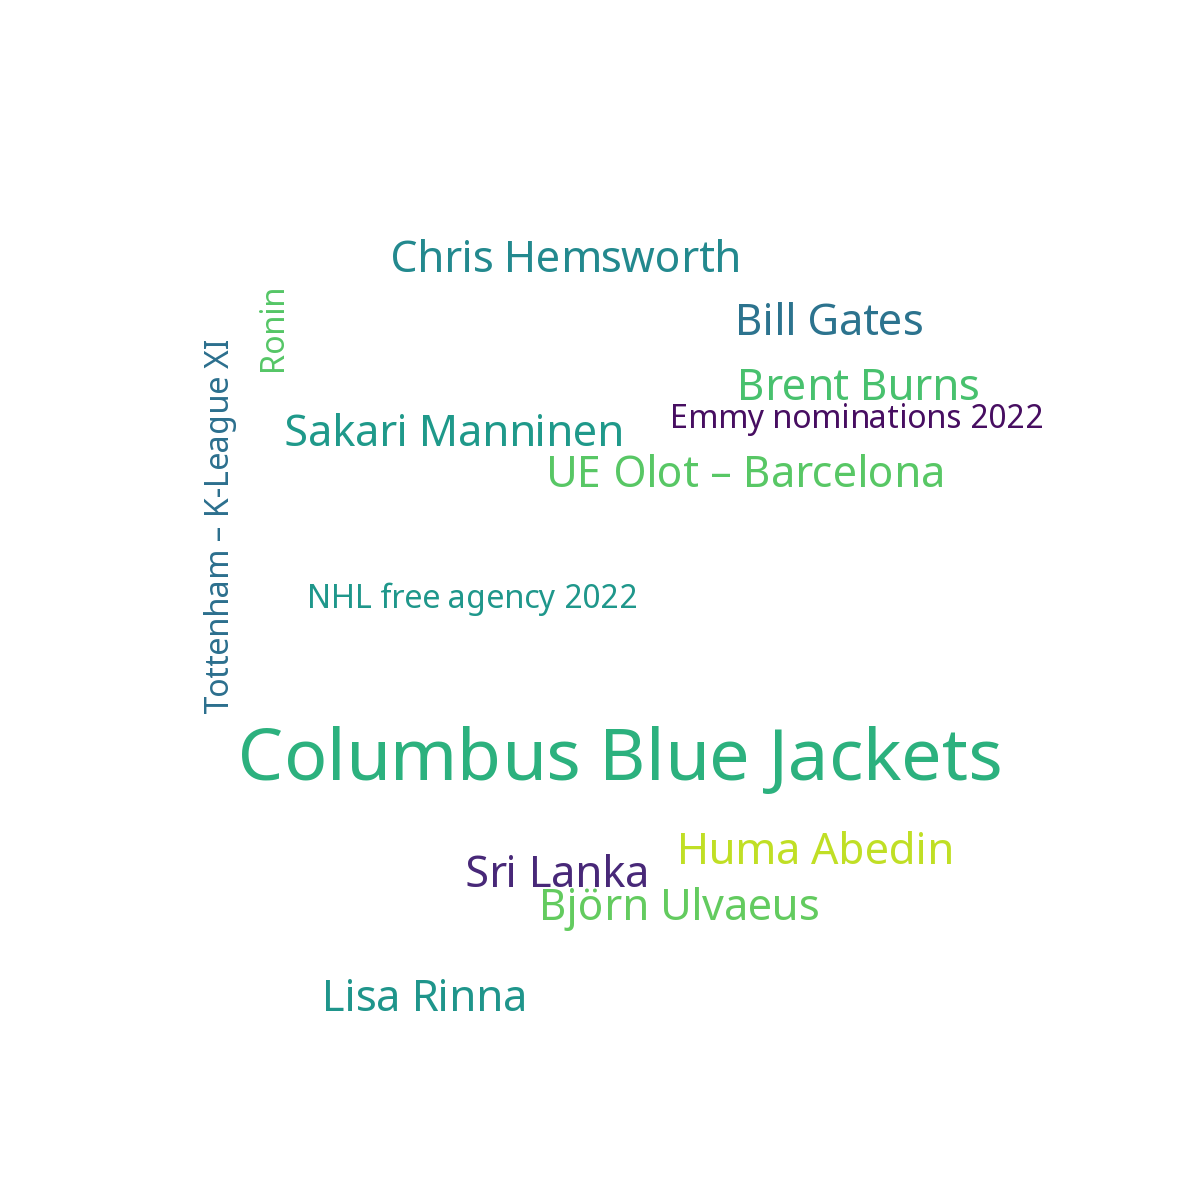 Chris Hemsworth
Ronin
Bill Gates
Tottenham – K-League XI
Brent Burns
Emmy nominations 2022
Sakari Manninen
UE Olot – Barcelona
NHL free agency 2022
Columbus Blue Jackets
Huma Abedin
Sri Lanka
Björn Ulvaeus
Lisa Rinna